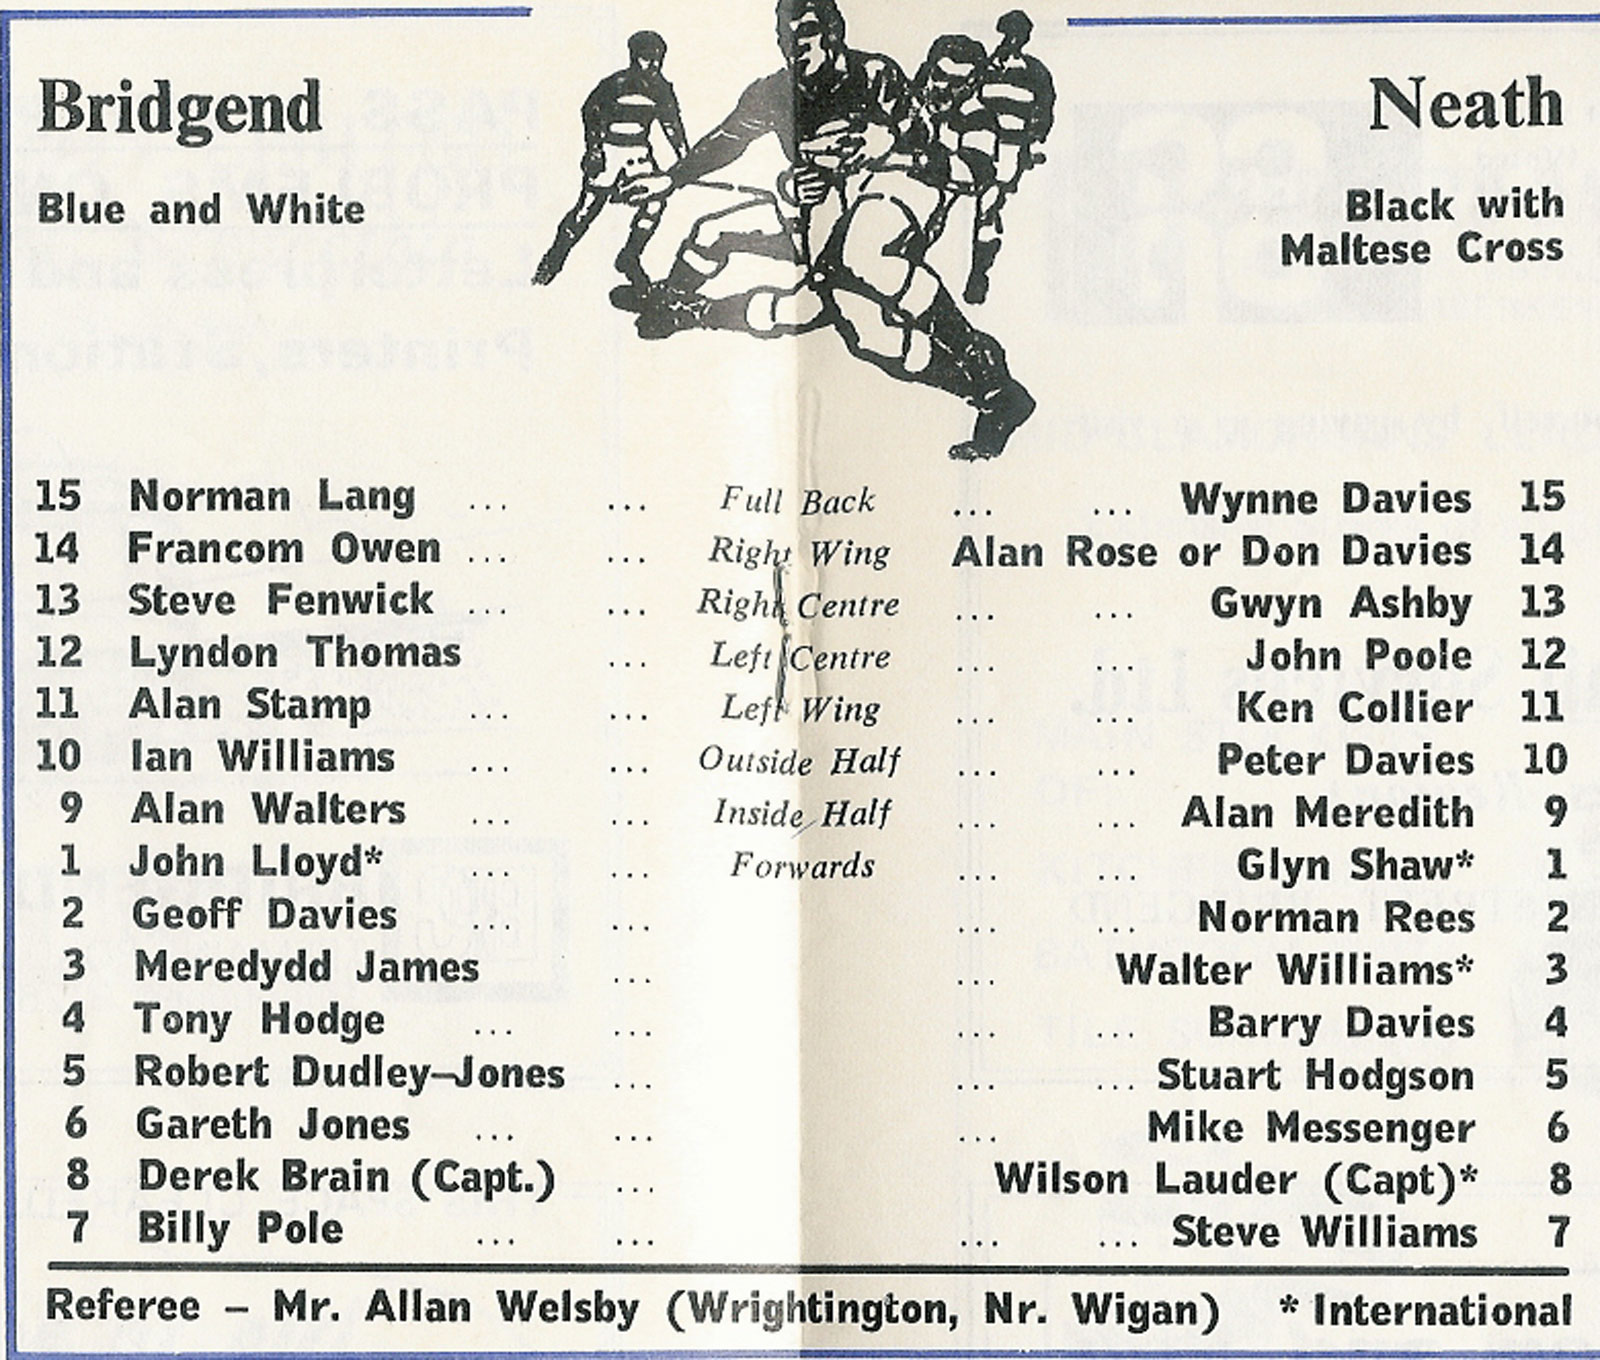 Bridgend
Blue and White
Neath
Black with
Maltese Cross
15 Norman Lang ... ... Full Back ... ... Wynne Davies 15
14 Francom Owen ... ... Right Wing Alan Rose or Don Davies 14
13 Steve Fenwick ... ... Right Centre ... ... Gwyn Ashby 13
12 Lyndon Thomas ... Left Centre ... ... John Poole 12
11 Alan Stamp ... ... Left Wing ... ... Ken Collier 11
10 Ian Williams ... ... Outside Half ... ... Peter Davies 10
9 Alan Walters ... ... Inside Half ... ... Alan Meredith 9
1 John Lloyd* ... ... Forwards ... ... Glyn Shaw* 1
2 Geoff Davies ... ... ... ... Norman Rees 2
3 Meredydd James ... ... Walter Williams* 3
4 Tony Hodge ... ... ... ... Barry Davies 4
5 Robert Dudley–Jones ... ... ... Stuart Hodgson 5
6 Gareth Jones ... ... ... Mike Messenger 6
8 Derek Brain (Capt.) ... Wilson Lauder (Capt)* 8
7 Billy Pole ... ... ... ... Steve Williams 7
Referee – Mr. Allan Welsby (Wrightington, Nr. Wigan) * International